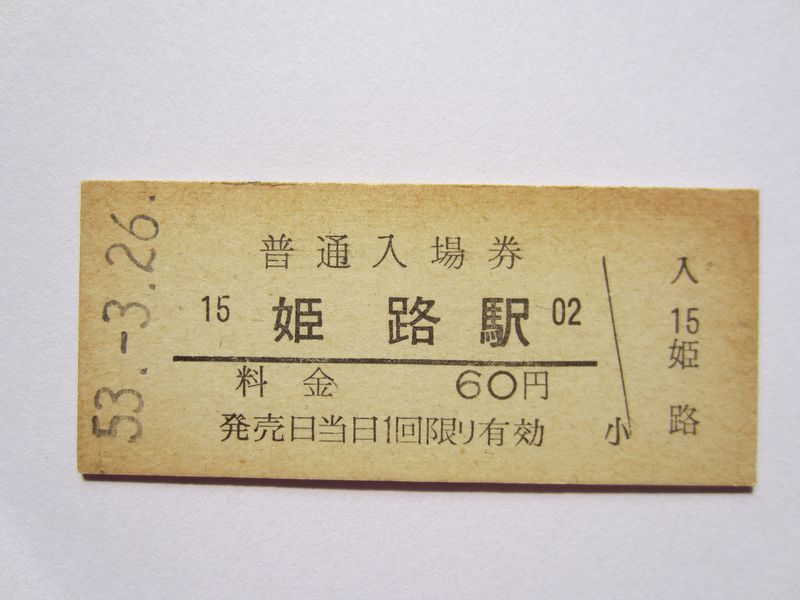 53.-3.26.
普通入場券
15 姫路駅 02
料金 60円
発売日当日1回限り有効
小
入
15
姫路